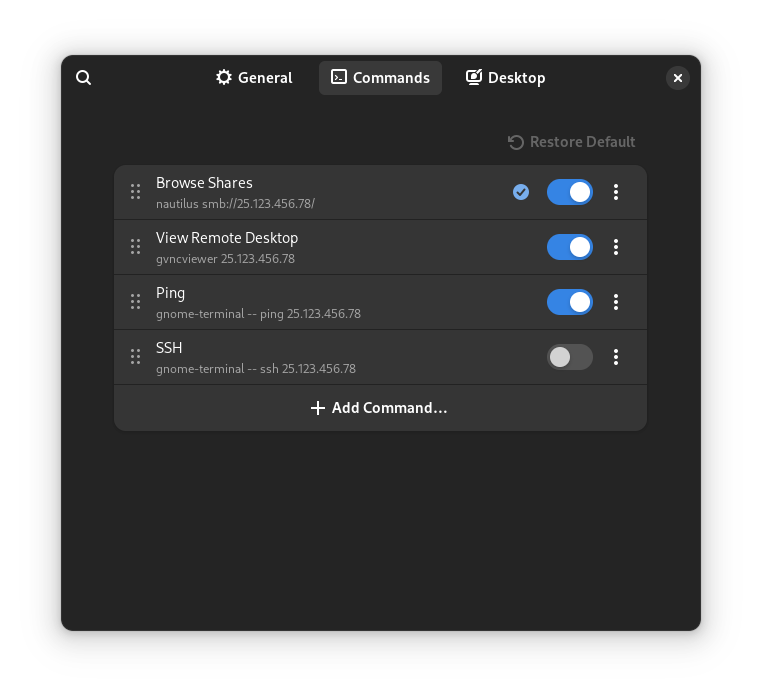 General
Commands
Desktop
Restore Default
Browse Shares
nautilus smb://25.123.456.78/
View Remote Desktop
gvncviewer 25.123.456.78
Ping
gnome-terminal -- ping 25.123.456.78
SSH
gnome-terminal -- ssh 25.123.456.78
Add Command...